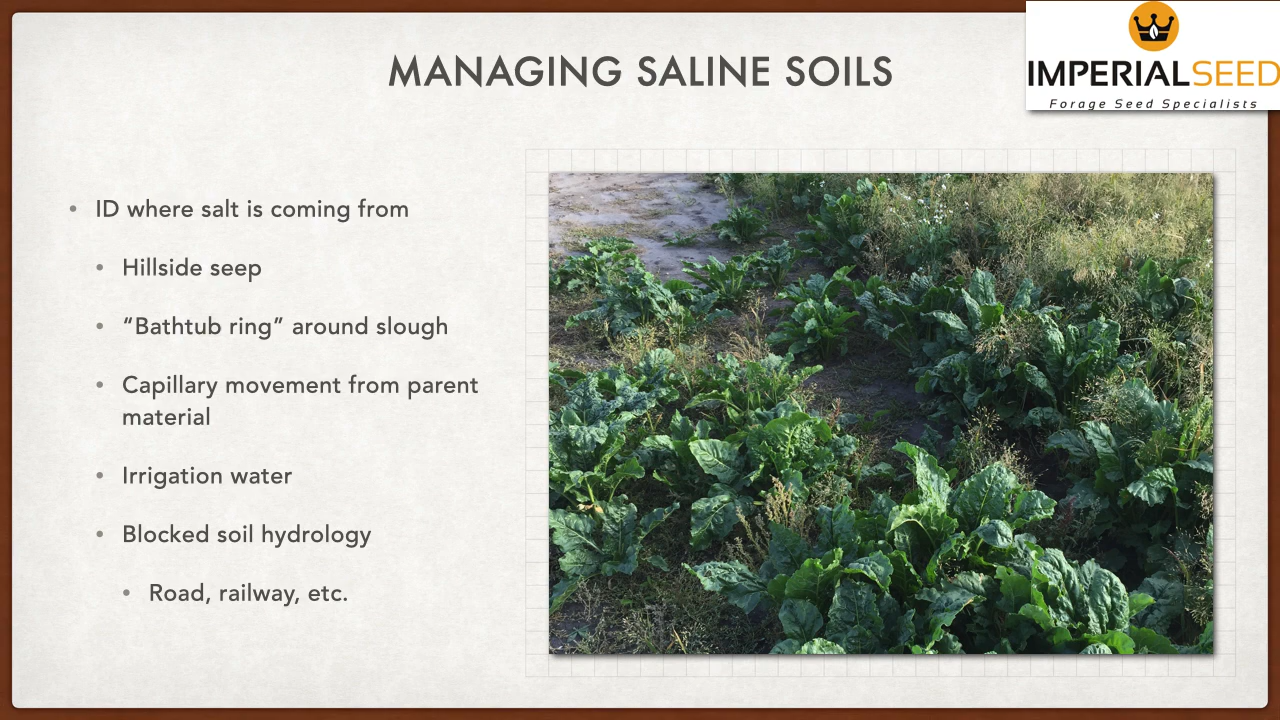 MANAGING SALINE SOILS
IMPERIALSEED
Forage Seed Specialists
• ID where salt is coming from
• Hillside seep
• “Bathtub ring” around slough
• Capillary movement from parent
material
• Irrigation water
• Blocked soil hydrology
• Road, railway, etc.